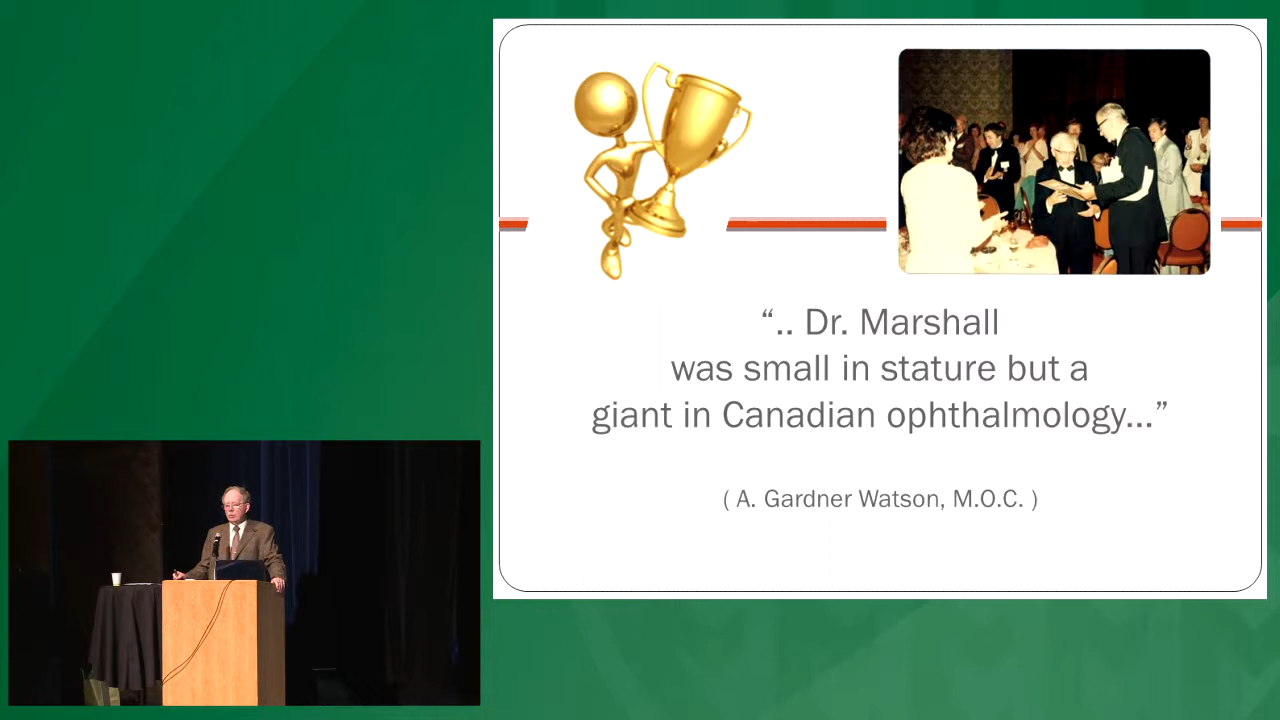 “.. Dr. Marshall
was small in stature but a
giant in Canadian ophthalmology...”
( A. Gardner Watson, M.O.C. )